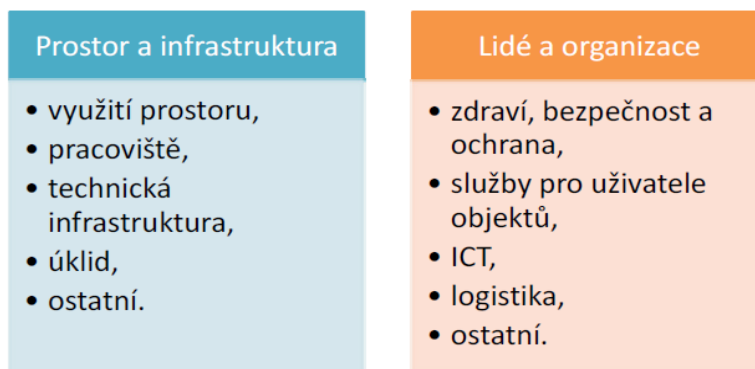 Prostor a infrastruktura
• využití prostoru,
• pracoviště,
• technická
infrastruktura,
• úklid,
• ostatní.
Lidé a organizace
• zdraví, bezpečnost a
ochrana,
• služby pro uživatele
objektů,
• ICT,
• logistika,
• ostatní.